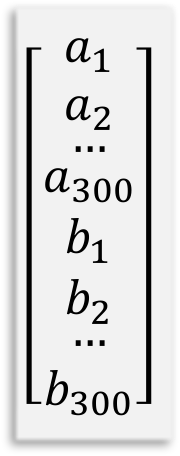 a₁
a₂
...
a₃₀₀
b₁
b₂
...
b₃₀₀